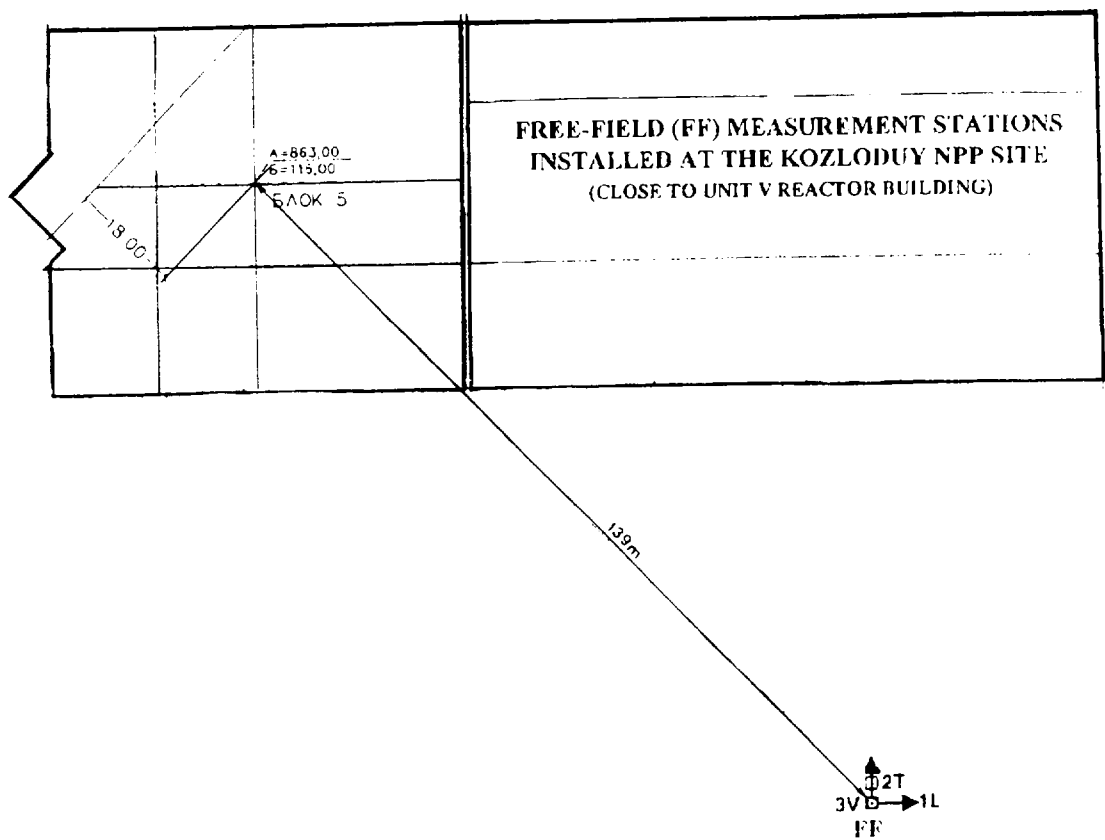 FREE-FIELD (FF) MEASUREMENT STATIONS
INSTALLED AT THE KOZLODUY NPP SITE
(CLOSE TO UNIT V REACTOR BUILDING)
А=863,00
Б=115,00
БЛОК 5
18.00
139m
2T
3V
1L
FF